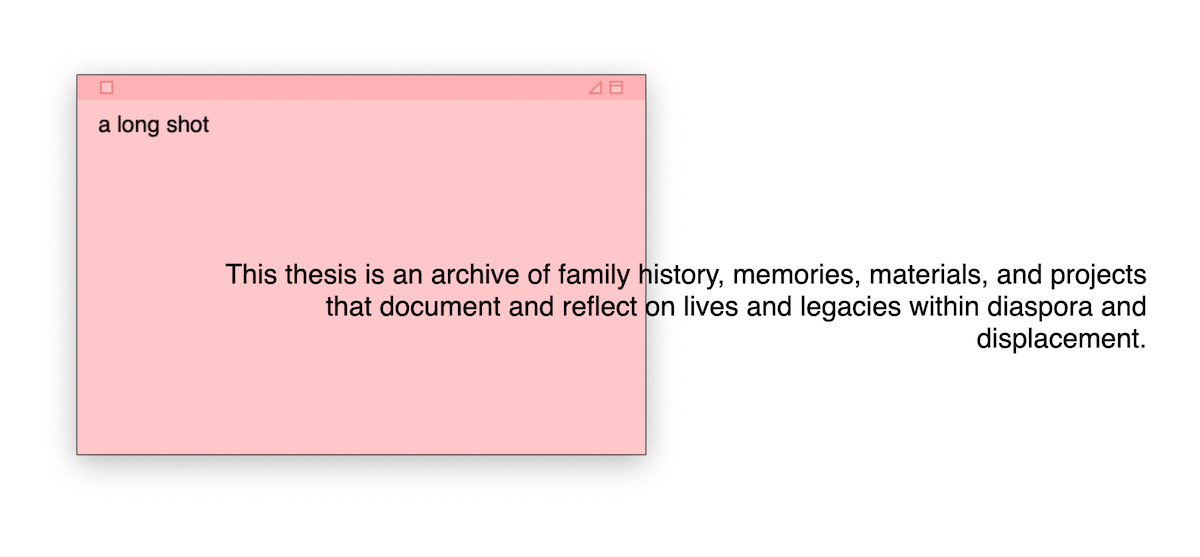 a long shot
This thesis is an archive of family history, memories, materials, and projects
that document and reflect on lives and legacies within diaspora and
displacement.